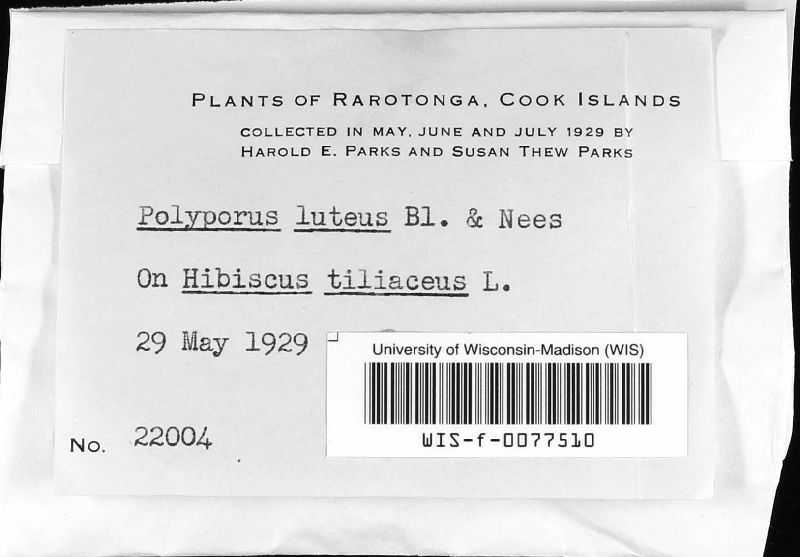 PLANTS OF RAROTONGA, COOK ISLANDS
COLLECTED IN MAY, JUNE AND JULY 1929 BY
HAROLD E. PARKS AND SUSAN THEW PARKS
Polyporus luteus Bl. & Nees
On Hibiscus tiliaceus L.
29 May 1929
University of Wisconsin-Madison (WIS)
WIS-f-0077510
No. 22004